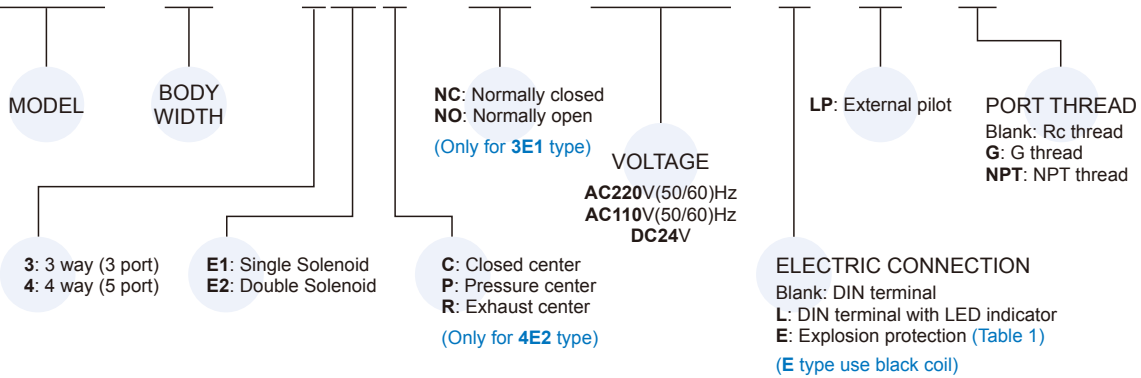 MODEL
BODY
WIDTH
NC: Normally closed
NO: Normally open
(Only for 3E1 type)
VOLTAGE
AC220V(50/60)Hz
AC110V(50/60)Hz
DC24V
LP: External pilot
PORT THREAD
Blank: Rc thread
G: G thread
NPT: NPT thread
3: 3 way (3 port)
4: 4 way (5 port)
E1: Single Solenoid
E2: Double Solenoid
C: Closed center
P: Pressure center
R: Exhaust center
(Only for 4E2 type)
ELECTRIC CONNECTION
Blank: DIN terminal
L: DIN terminal with LED indicator
E: Explosion protection (Table 1)
(E type use black coil)